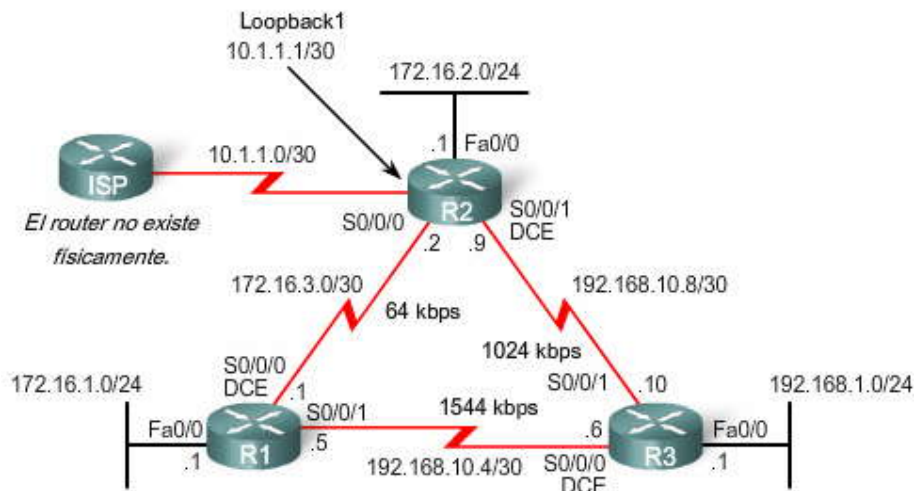 Loopback1
10.1.1.1/30
172.16.2.0/24
.1
Fa0/0
10.1.1.0/30
ISP
El router no existe
físicamente.
R2
S0/0/0
S0/0/1
DCE
.2
.9
172.16.3.0/30
64 kbps
192.168.10.8/30
1024 kbps
172.16.1.0/24
S0/0/0
DCE
.1
S0/0/1
1544 kbps
S0/0/1
.10
192.168.1.0/24
Fa0/0
.1
R1
.5
192.168.10.4/30
.6
S0/0/0
DCE
R3
Fa0/0
.1